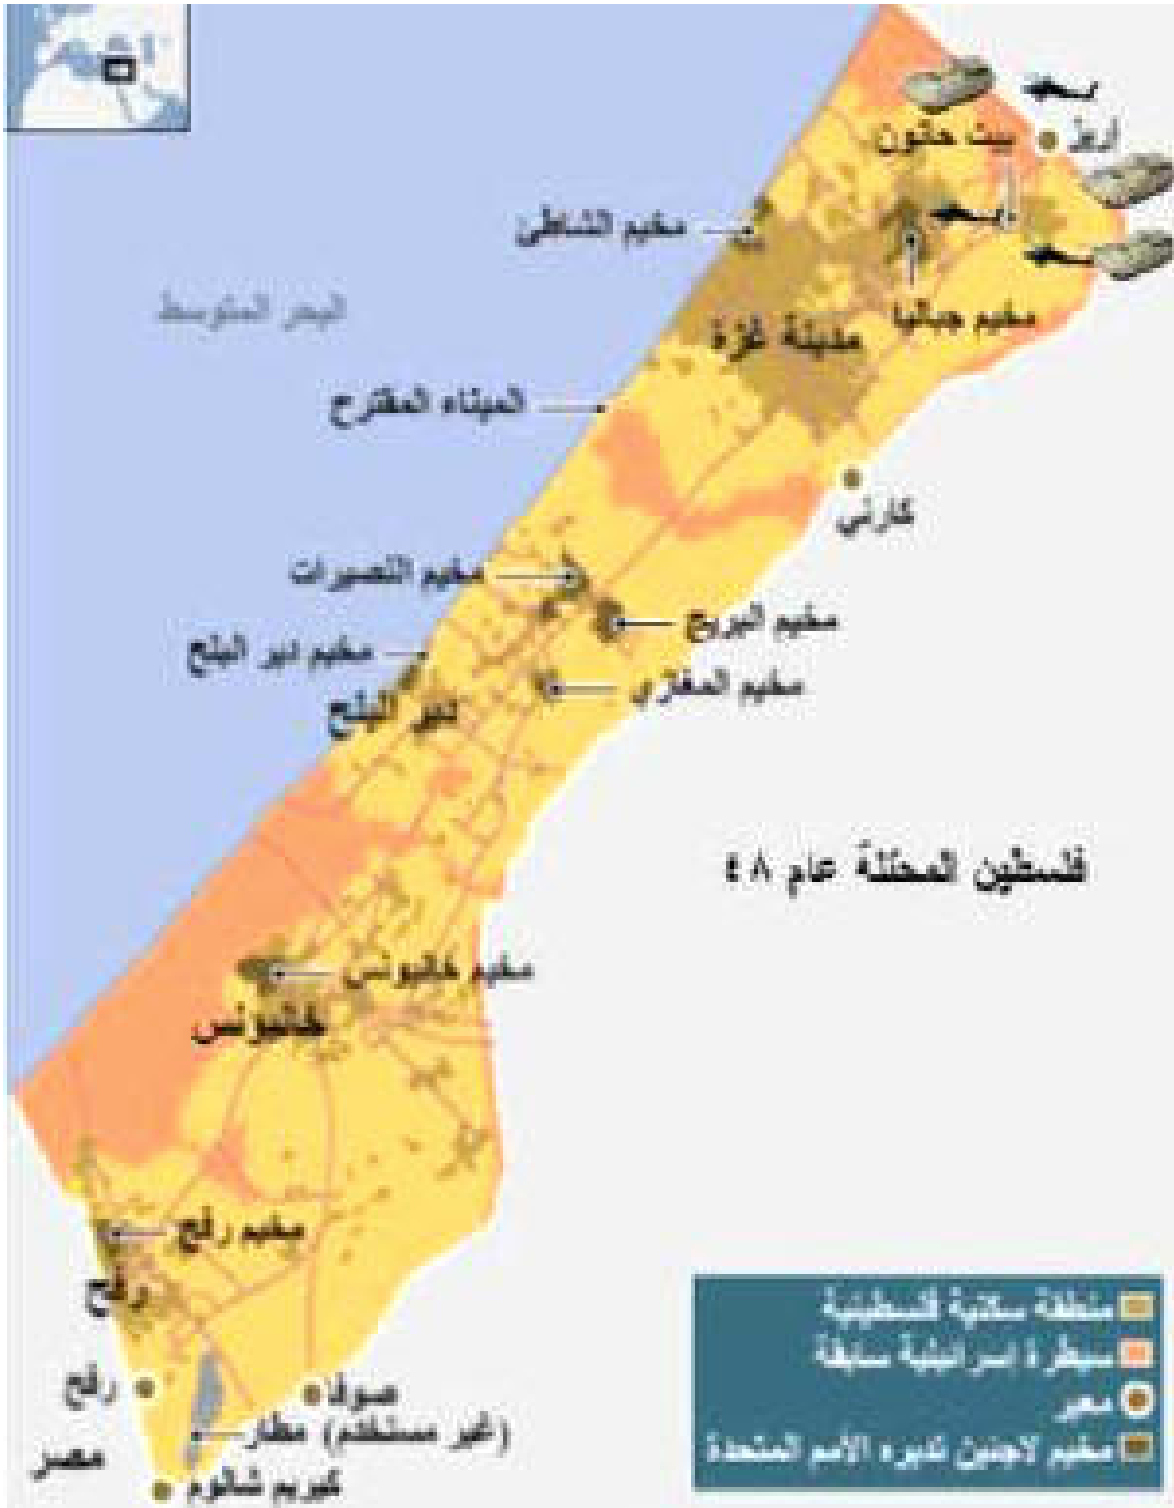 اريز
بيت حانون
مخيم الشاطئ
مخيم جباليا
البحر المتوسط
مدينة غزة
الميناء المقترح
كارني
مخيم النصيرات
مخيم البريج
مخيم دير البلح
مخيم المغازي
دير البلح
فلسطين المحتلة عام ٤٨
مخيم خانيونس
خانيونس
مخيم رفح
رفح
منطقة سكنية فلسطينية
سيطرة إسرائيلية سابقة
معبر
مخيم لاجئين تديره الأمم المتحدة
رفح
صوفا
مطار (غير مستخدم)
مصر
كيريم شالوم